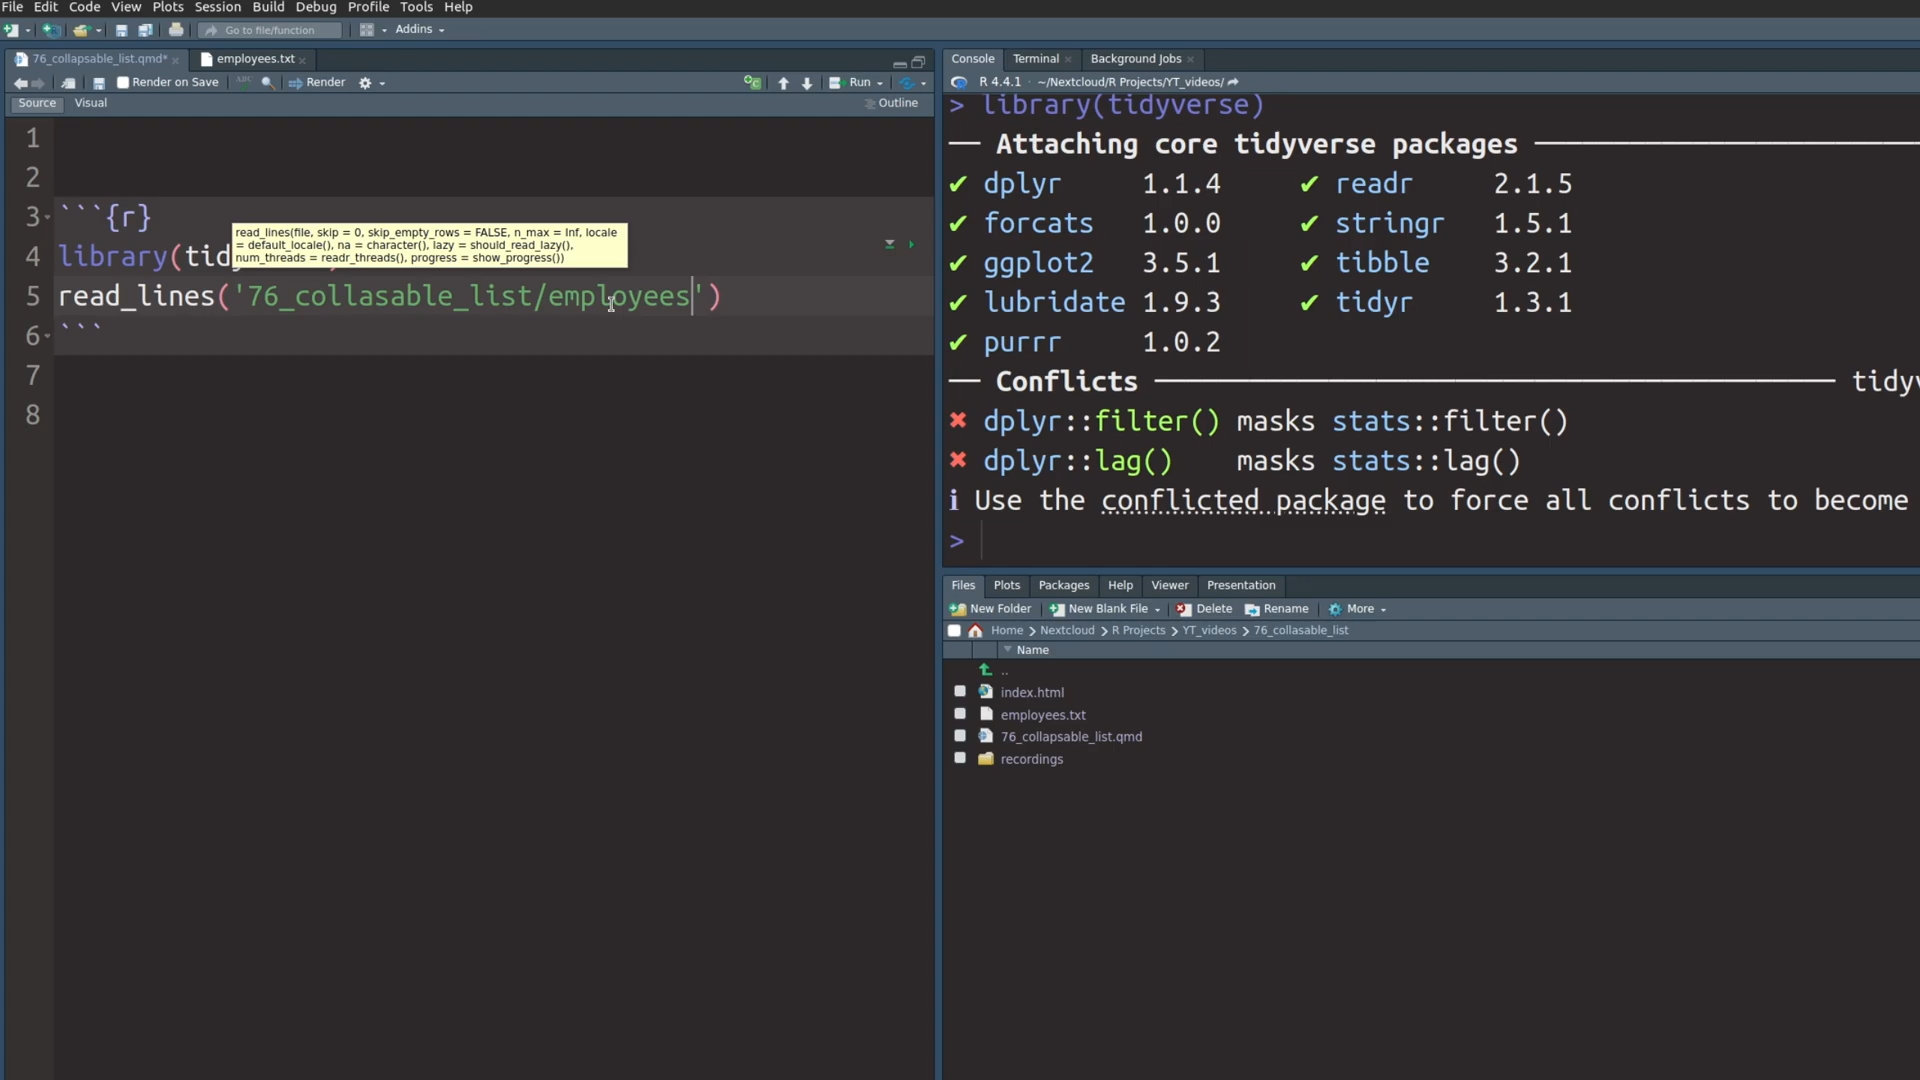 File Edit Code View Plots Session Build Debug Profile Tools Help
Go to file/function Addins
76_collapsable_list.qmd* employees.txt
Render on Save Render Run
Source Visual Outline
1
2
3 ```{r}
4 library(tid
read_lines(file, skip = 0, skip_empty_rows = FALSE, n_max = Inf, locale
= default_locale(), na = character(), lazy = should_read_lazy(),
num_threads = readr_threads(), progress = show_progress())
5 read_lines('76_collasable_list/employees')
6 ```
7
8
Console Terminal Background Jobs
R 4.4.1 · ~/Nextcloud/R Projects/YT_videos/
> library(tidyverse)
── Attaching core tidyverse packages ──
✔ dplyr 1.1.4 ✔ readr 2.1.5
✔ forcats 1.0.0 ✔ stringr 1.5.1
✔ ggplot2 3.5.1 ✔ tibble 3.2.1
✔ lubridate 1.9.3 ✔ tidyr 1.3.1
✔ purrr 1.0.2
── Conflicts ── tidyv
✖ dplyr::filter() masks stats::filter()
✖ dplyr::lag() masks stats::lag()
ℹ Use the conflicted package to force all conflicts to become
>
Files Plots Packages Help Viewer Presentation
New Folder New Blank File Delete Rename More
Home > Nextcloud > R Projects > YT_videos > 76_collasable_list
Name
..
index.html
employees.txt
76_collapsable_list.qmd
recordings